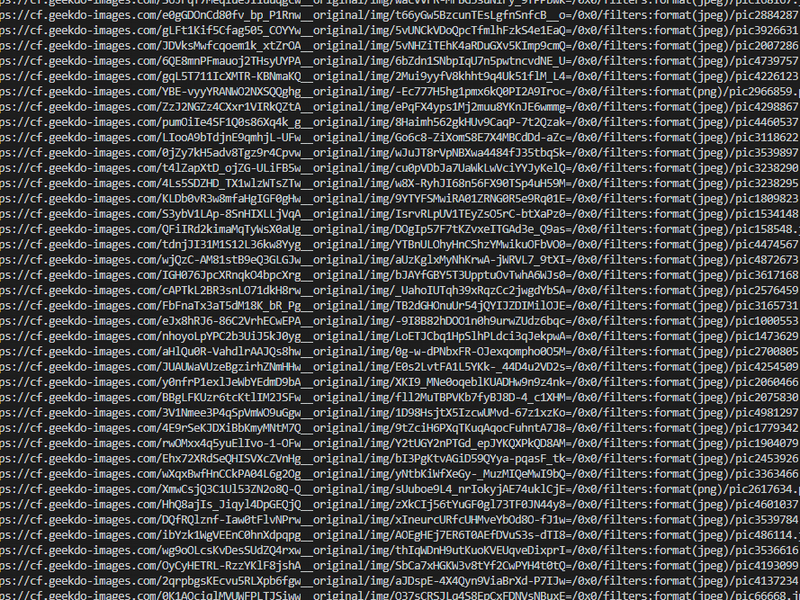 ps://cf.geekdo-images.com/e0gGDOnCd80fv_bp_P1Rnw__original/img/t66yGw5BzcunTEsLgfnSnfcB__o=/0x0/filters:format(jpeg)/pic2884287
ps://cf.geekdo-images.com/gLFt1Kif5Cfag505_COYYw__original/img/5vUNCkVDoQpcTfmlhFzkS4e1EaQ=/0x0/filters:format(jpeg)/pic3926631
ps://cf.geekdo-images.com/JDVksMwfcqoem1k_xtZrOA__original/img/5vNHZiTEhK4aRDuGXv5KImp9cmQ=/0x0/filters:format(jpeg)/pic2007286
ps://cf.geekdo-images.com/6QE8mnPFmauoj2THsyUYPA__original/img/6bZdn1SNbpIqU7n5pwtncvdNE_U=/0x0/filters:format(jpeg)/pic4739757
ps://cf.geekdo-images.com/gqL5T711IcXMTR-KBNmaKQ__original/img/2Mui9yyfV8khht9q4Uk51flM_L4=/0x0/filters:format(jpeg)/pic4226123
ps://cf.geekdo-images.com/YBE-vyyYRANWO2NXSQQghg__original/img/-Ec777H5hg1pmx6kQ0PI2A9Iroc=/0x0/filters:format(png)/pic2966859.p
ps://cf.geekdo-images.com/ZzJ2NGZz4CXxr1VIRkQZtA__original/img/ePqFX4yps1Mj2muu8YKnJE6wmmg=/0x0/filters:format(jpeg)/pic4298867
ps://cf.geekdo-images.com/pumOiIe4SF1Q0s86Xq4k_g__original/img/8Haimh562gkHUv9CaqP-7t2Qzak=/0x0/filters:format(jpeg)/pic4460537
ps://cf.geekdo-images.com/LIooA9bTdjnE9qmhjL-UFw__original/img/Go6c8-ZiXomS8E7X4MBCdDd-aZc=/0x0/filters:format(jpeg)/pic3118622
ps://cf.geekdo-images.com/0jZy7kH5adv8Tgz9r4Cpvw__original/img/wJuJT8rVpNBXwa4484fJ35tbqSk=/0x0/filters:format(jpeg)/pic3539897
ps://cf.geekdo-images.com/t4lZapXtD_ojZG-ULiFB5w__original/img/cu0pVDbJa7UaWkLwVciYYJyKelQ=/0x0/filters:format(jpeg)/pic3238290
ps://cf.geekdo-images.com/4Ls5SDZHD_TX1wlzWTsZTw__original/img/w8X-RyhJI68n56FX90TSp4uH59M=/0x0/filters:format(jpeg)/pic3238295
ps://cf.geekdo-images.com/KLDb0vR3w8mfaHgIGF0gHw__original/img/9YTYFSMwiRA01ZRNG0R5e9Rq01E=/0x0/filters:format(jpeg)/pic1809823
ps://cf.geekdo-images.com/S3ybV1LAp-8SnHIXLLjVqA__original/img/IsrvRLpUV1TEyZsO5rC-btXaPz0=/0x0/filters:format(jpeg)/pic1534148
ps://cf.geekdo-images.com/QFiIRd2kimaMqTyWsX0aUg__original/img/DOgIp57F7tKZvxeITGAd3e_Q9as=/0x0/filters:format(jpeg)/pic158548.j
ps://cf.geekdo-images.com/tdnjJI31M1S12L36kw8Yyg__original/img/YTBnULOhyHnCShzYMwikuOFbVO0=/0x0/filters:format(jpeg)/pic4474567
ps://cf.geekdo-images.com/wjQzC-AM81stB9eQ3GLGJw__original/img/aUzKglxMyNhKrwA-jWRVL7_9tXI=/0x0/filters:format(jpeg)/pic4872673
ps://cf.geekdo-images.com/IGH076JpcXRnqkO4bpcXrg__original/img/bJAYfGBY5T3UpptuOvTwhA6WJs0=/0x0/filters:format(jpeg)/pic3617168
ps://cf.geekdo-images.com/cAPTkL2BR3snLO71dkH8rw__original/img/_UahoIUTqh39xRqzCc2jwgdYbSA=/0x0/filters:format(jpeg)/pic2576459
ps://cf.geekdo-images.com/FbFnaTx3aT5dM18K_bR_Pg__original/img/TB2dGHOnuUr54jQYIJZDIMilOJE=/0x0/filters:format(jpeg)/pic3165731
ps://cf.geekdo-images.com/eJx8hRJ6-86C2VrhECwEPA__original/img/-9I8B82hDOO1n0h9urwZUdz6bqc=/0x0/filters:format(jpeg)/pic1000553
ps://cf.geekdo-images.com/nhoyoLpYPC2b3UiJ5kJ0yg__original/img/LoETJCbq1HpSlhPLdci3qJekpwA=/0x0/filters:format(jpeg)/pic1473629
ps://cf.geekdo-images.com/aHlQu0R-VahdlrAAJQs8hw__original/img/0g-w-dPNbxFR-OJexqompho0O5M=/0x0/filters:format(jpeg)/pic2700805
ps://cf.geekdo-images.com/JUAUWaVUzeBgzirhZNmHHw__original/img/E0s2LvtFA1L5YKk-_44D4u2VD2s=/0x0/filters:format(jpeg)/pic4254509
ps://cf.geekdo-images.com/y0nfrP1exlJeWbYEdmD9bA__original/img/XKI9_MNe0oqeblKUADHw9n9z4nk=/0x0/filters:format(jpeg)/pic2060466
ps://cf.geekdo-images.com/BBgLFKUzr6tcKtlIM2JSFw__original/img/fll2MuTBPVKb7fyBJ8D-4_c1XHM=/0x0/filters:format(jpeg)/pic2075830
ps://cf.geekdo-images.com/3V1Nmee3P4qSpVmWO9uGgw__original/img/1D98HsjtX5IzcwUMvd-67z1xzKo=/0x0/filters:format(jpeg)/pic4981297
ps://cf.geekdo-images.com/4E9rSeKJDXiBbKmyMNtM7Q__original/img/9tZciH6PXqTKuqAqocFuhntA7J8=/0x0/filters:format(jpeg)/pic1779342
ps://cf.geekdo-images.com/rwOMxx4q5yuElIvo-1-OFw__original/img/Y2tUGY2nPTGd_epJYKQXPkQD8AM=/0x0/filters:format(jpeg)/pic1904079
ps://cf.geekdo-images.com/Ehx72XRdSeQHISVXcZVnHg__original/img/bI3PgKtvAGiD59QYya-pqasF_tk=/0x0/filters:format(jpeg)/pic2453926
ps://cf.geekdo-images.com/wXqxBwfHnCCkPA04L6g2Og__original/img/yNtbKiWfXeGy-_MuzMIQeMwI9bQ=/0x0/filters:format(jpeg)/pic3363466
ps://cf.geekdo-images.com/XmwCsjQ3C1Ul53ZN2o8Q-Q__original/img/sUuboe9L4_nrIokyjAE74uklCjE=/0x0/filters:format(png)/pic2617634.p
ps://cf.geekdo-images.com/HhQ8ajIs_Jiqyl4DpGEQjQ__original/img/zXkCIj56tYuGF0gl73TF0JN44y8=/0x0/filters:format(jpeg)/pic4601037
ps://cf.geekdo-images.com/DQfRQlznf-Iaw0tFlvNPrw__original/img/xIneurcURfcUHMveYbOd8O-fJ1w=/0x0/filters:format(jpeg)/pic3539784
ps://cf.geekdo-images.com/ibYzk1WgVEEnC0hnXdpqpg__original/img/AOEgHEj7ER6T0AEfDVuS3s-dTI8=/0x0/filters:format(jpeg)/pic486114.j
ps://cf.geekdo-images.com/wg9oOLcsKvDesSUdZQ4rxw__original/img/thIqWDnH9utKuoKVEUqveDixprI=/0x0/filters:format(jpeg)/pic3536616
ps://cf.geekdo-images.com/OyCyHETRL-RzzYKlF8jshA__original/img/SbCa7xHGKW3v8tYf2CwPYH4t0tQ=/0x0/filters:format(jpeg)/pic4193099
ps://cf.geekdo-images.com/2qrpbgsKEcvu5RLXpb6fgw__original/img/aJDspE-4X4Qyn9ViaBrXd-P7IJw=/0x0/filters:format(jpeg)/pic4137234